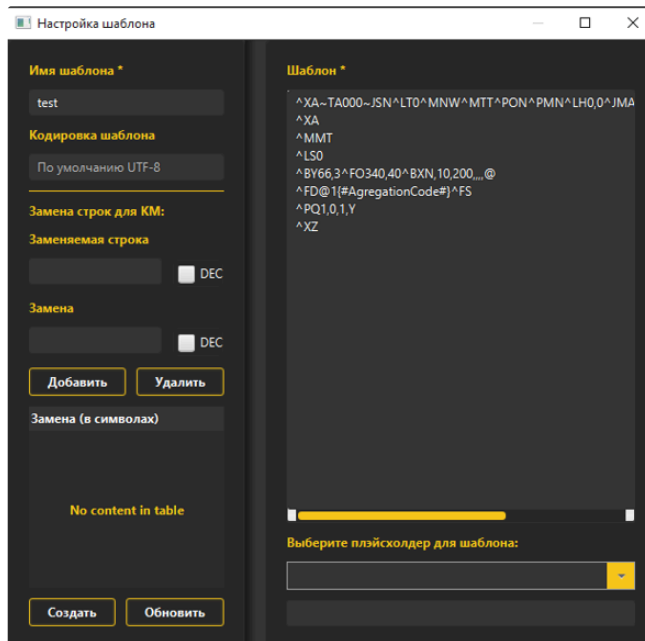 Настройка шаблона
Имя шаблона *
test
Кодировка шаблона
По умолчанию UTF-8
Замена строк для КМ:
Заменяемая строка
DEC
Замена
DEC
Добавить
Удалить
Замена (в символах)
No content in table
Создать
Обновить
Шаблон *
^XA~TA000~JSN^LT0^MNW^MTT^PON^PMN^LH0,0^JMA
^XA
^MMT
^LS0
^BY66,3^FO340,40^BXN,10,200,,,,@
^FD@1{#AgregationCode#}^FS
^PQ1,0,1,Y
^XZ
Выберите плэйсхолдер для шаблона: